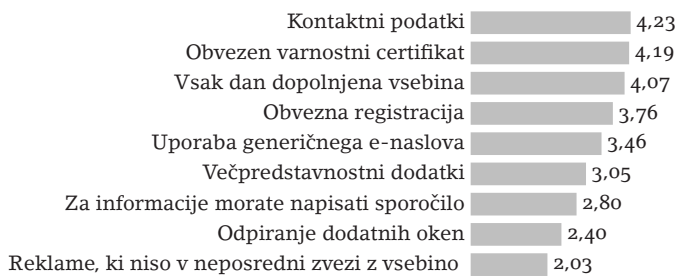 Kontaktni podatki 4,23
Obvezen varnostni certifikat 4,19
Vsak dan dopolnjena vsebina 4,07
Obvezna registracija 3,76
Uporaba generičnega e-naslova 3,46
Večpredstavnostni dodatki 3,05
Za informacije morate napisati sporočilo 2,80
Odpiranje dodatnih oken 2,40
Reklame, ki niso v neposredni zvezi z vsebino 2,03